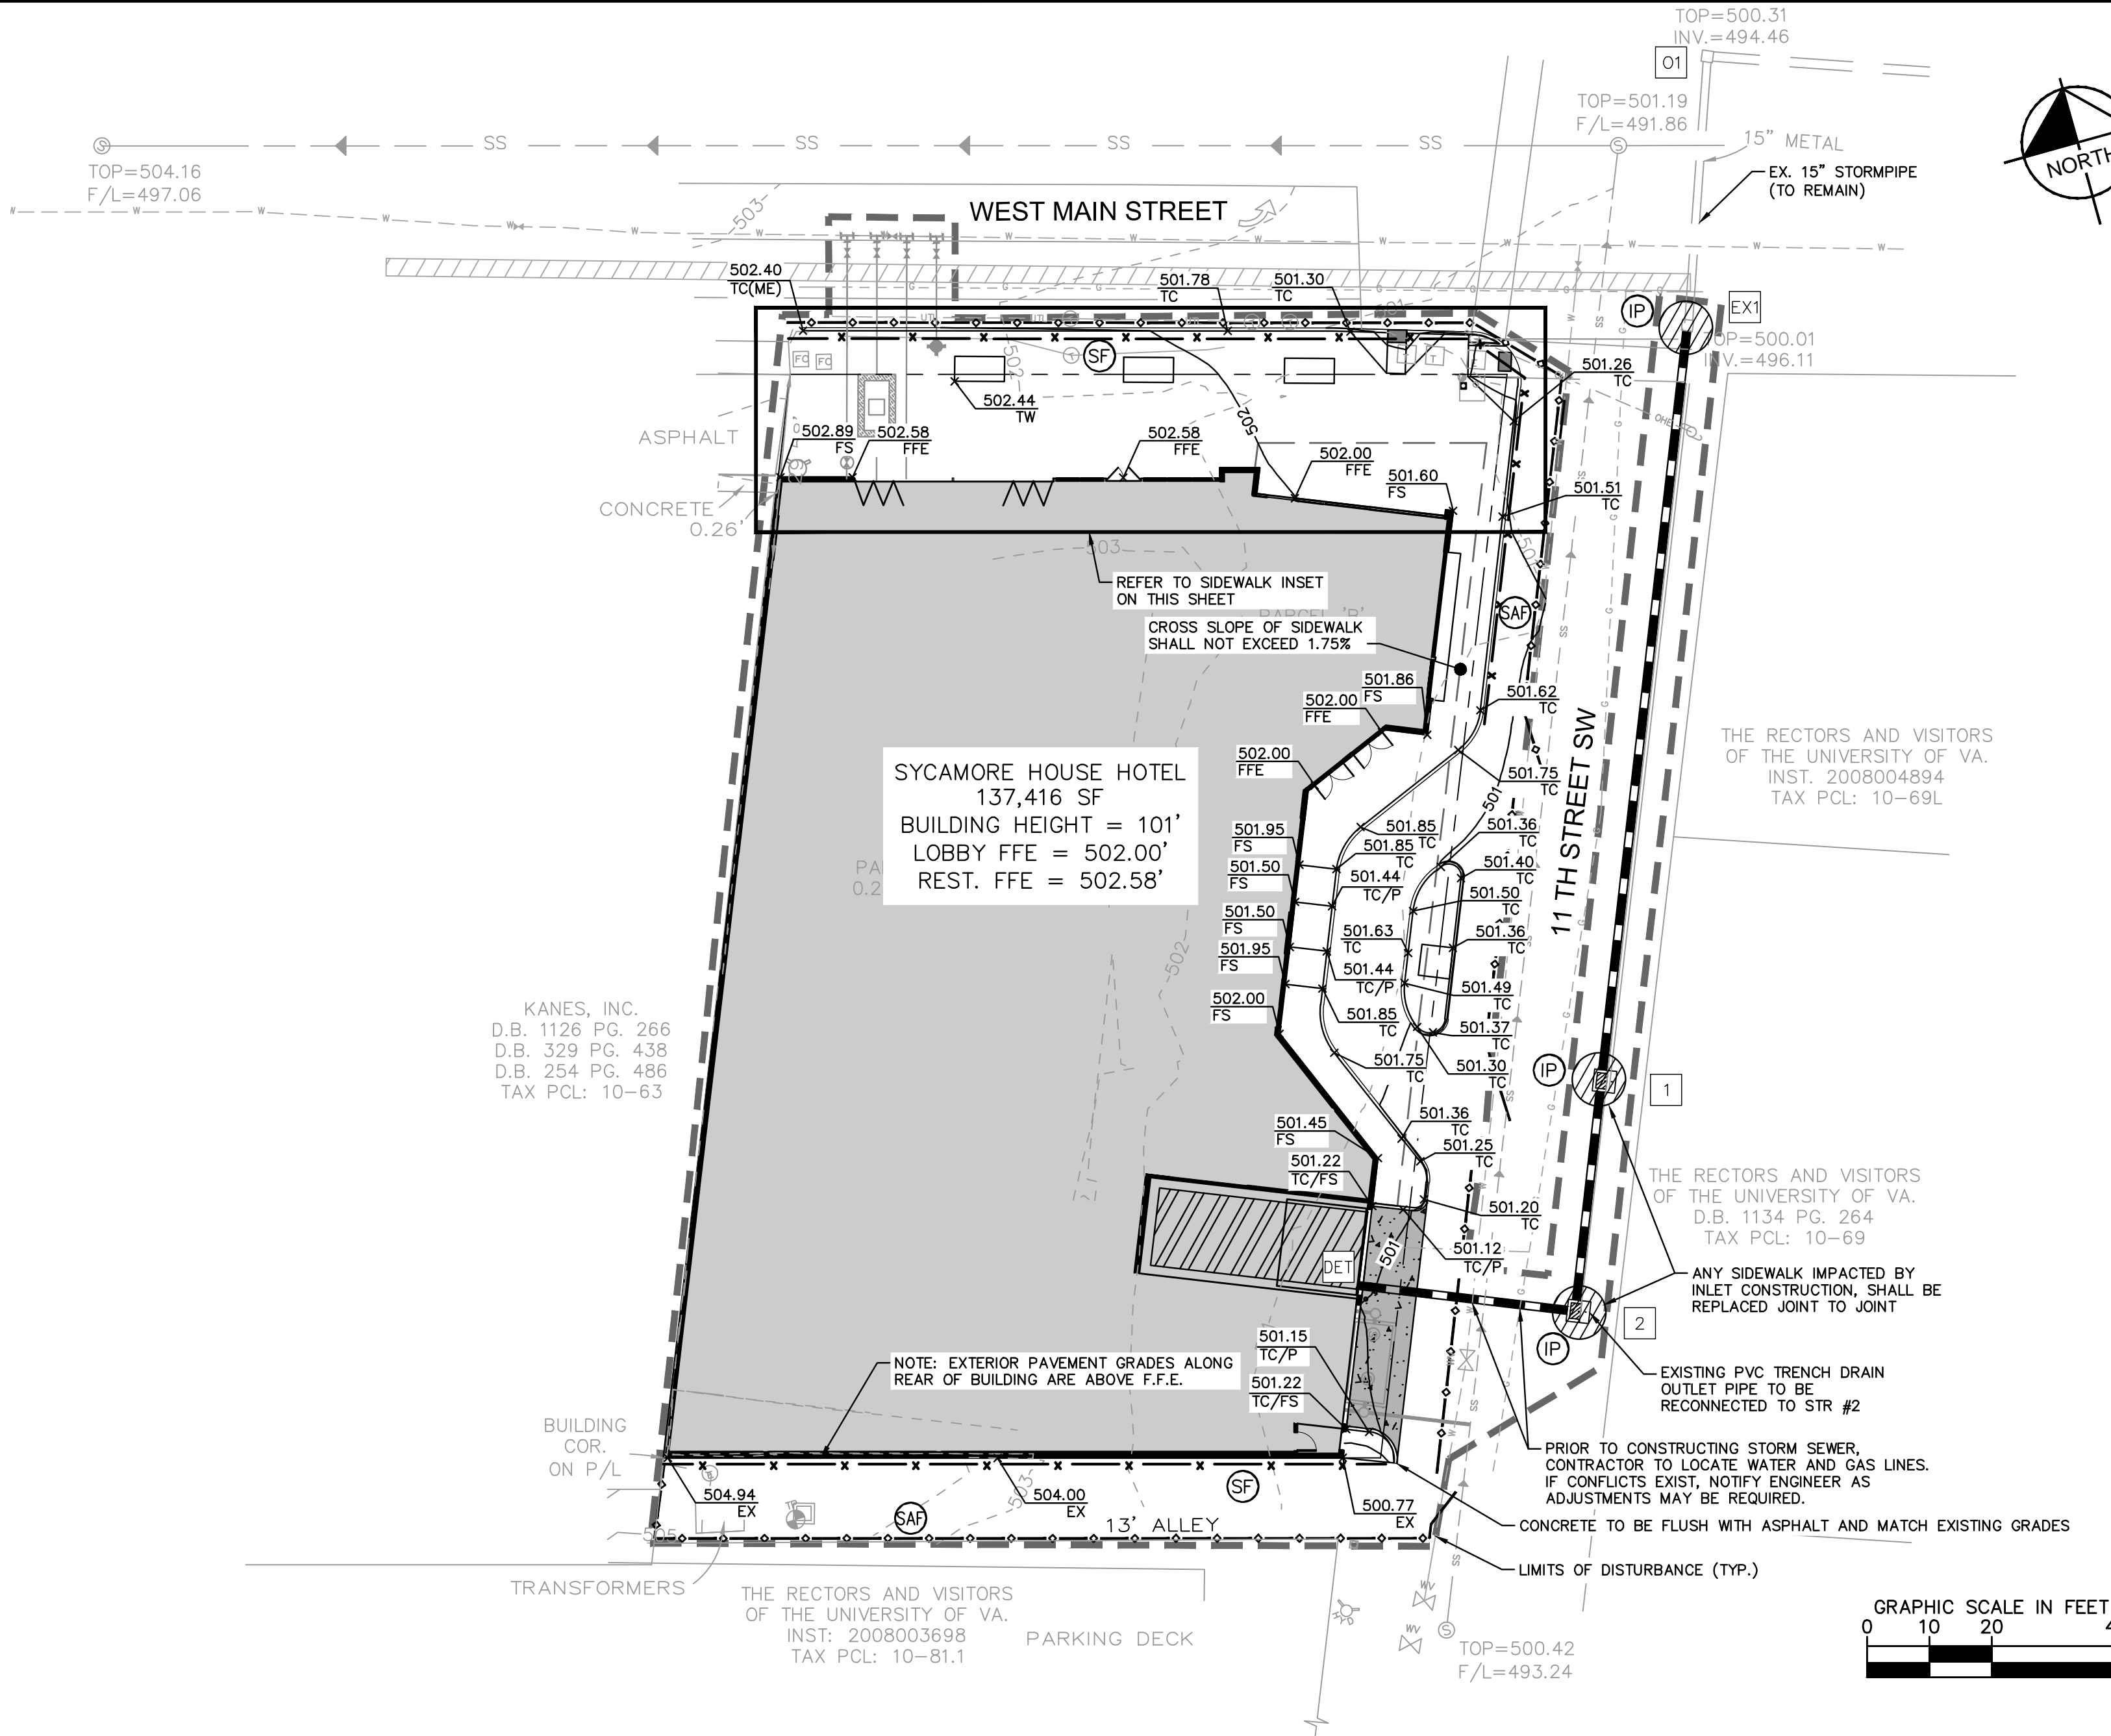 TOP=500.31
INV.=494.46
01
TOP=501.19
F/L=491.86
15" METAL
EX. 15" STORMPIPE
(TO REMAIN)
NORTH
SS
SS
SS
SS
TOP=504.16
F/L=497.06
WEST MAIN STREET
503
502.40
TC(ME)
501.78
TC
501.30
TC
IP
EX1
INV.=496.11
SF
FC
FC
501.26
TC
502.44
TW
ASPHALT
502.89
FS
502.58
FFE
502.58
FFE
502
502.00
FFE
501.60
FS
501.51
TC
OHE
CONCRETE
0.26'
503
REFER TO SIDEWALK INSET
ON THIS SHEET
PARCEL 'B'
CROSS SLOPE OF SIDEWALK
SHALL NOT EXCEED 1.75%
SAF
501.86
FS
502.00
FFE
501.62
TC
502.00
FFE
501.75
TC
501
11 TH STREET SW
THE RECTORS AND VISITORS
OF THE UNIVERSITY OF VA.
INST. 2008004894
TAX PCL: 10-69L
SYCAMORE HOUSE HOTEL
137,416 SF
BUILDING HEIGHT = 101'
LOBBY FFE = 502.00'
REST. FFE = 502.58'
501.95
FS
501.85
TC
501.36
TC
501.50
FS
501.85
TC
501.40
TC
501.44
TC/P
501.50
TC
501.50
FS
501.63
TC
501.36
TC
501.95
FS
501.44
TC/P
501.49
TC
502
502.00
FS
501.85
TC
501.37
TC
501.75
TC
501.30
TC
KANES, INC.
D.B. 1126 PG. 266
D.B. 329 PG. 438
D.B. 254 PG. 486
TAX PCL: 10-63
IP
1
501.45
FS
501.36
TC
501.25
TC
501.22
TC/FS
501.20
TC
501.12
TC/P
501
DET
THE RECTORS AND VISITORS
OF THE UNIVERSITY OF VA.
D.B. 1134 PG. 264
TAX PCL: 10-69
ANY SIDEWALK IMPACTED BY
INLET CONSTRUCTION, SHALL BE
REPLACED JOINT TO JOINT
2
IP
501.15
TC/P
501.22
TC/FS
NOTE: EXTERIOR PAVEMENT GRADES ALONG
REAR OF BUILDING ARE ABOVE F.F.E.
EXISTING PVC TRENCH DRAIN
OUTLET PIPE TO BE
RECONNECTED TO STR #2
BUILDING
COR.
ON P/L
PRIOR TO CONSTRUCTING STORM SEWER,
CONTRACTOR TO LOCATE WATER AND GAS LINES.
IF CONFLICTS EXIST, NOTIFY ENGINEER AS
ADJUSTMENTS MAY BE REQUIRED.
504.94
EX
504.00
EX
503
SF
SAF
500.77
EX
13' ALLEY
505
CONCRETE TO BE FLUSH WITH ASPHALT AND MATCH EXISTING GRADES
LIMITS OF DISTURBANCE (TYP.)
TRANSFORMERS
THE RECTORS AND VISITORS
OF THE UNIVERSITY OF VA.
INST: 2008003698
TAX PCL: 10-81.1
PARKING DECK
HYD
WV
WV
TOP=500.42
F/L=493.24
GRAPHIC SCALE IN FEET
0 10 20